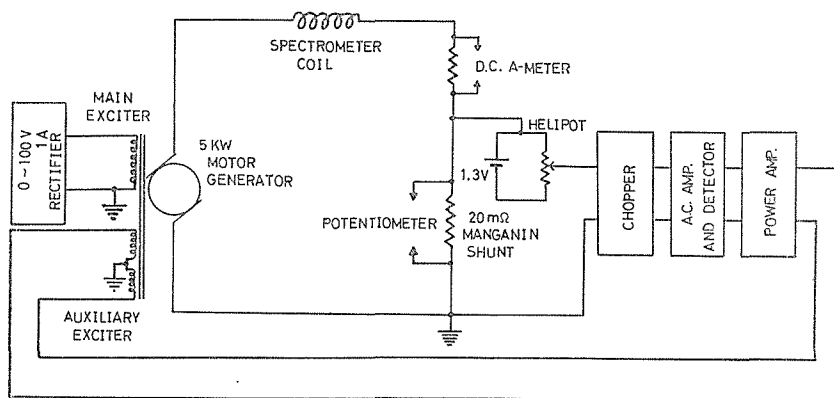 SPECTROMETER
COIL
D.C. A-METER
MAIN
EXCITER
HELIPOT
0~100V
1A
RECTIFIER
5 KW
MOTOR
GENERATOR
1.3V
CHOPPER
A.C. AMP.
AND DETECTOR
POWER AMP.
POTENTIOMETER
20mΩ
MANGANIN
SHUNT
AUXILIARY
EXCITER